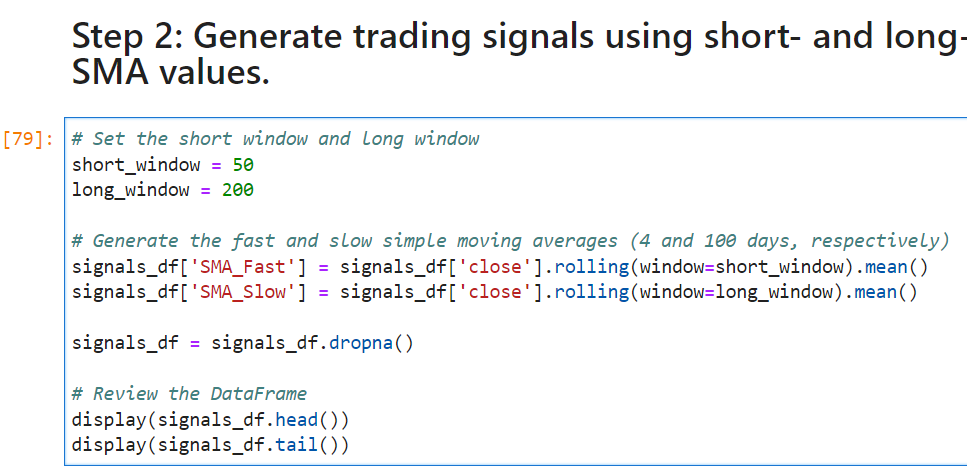 Step 2: Generate trading signals using short- and long-
SMA values.
[79]:
# Set the short window and long window
short_window = 50
long_window = 200
# Generate the fast and slow simple moving averages (4 and 100 days, respectively)
signals_df['SMA_Fast'] = signals_df['close'].rolling(window=short_window).mean()
signals_df['SMA_Slow'] = signals_df['close'].rolling(window=long_window).mean()
signals_df = signals_df.dropna()
# Review the DataFrame
display(signals_df.head())
display(signals_df.tail())